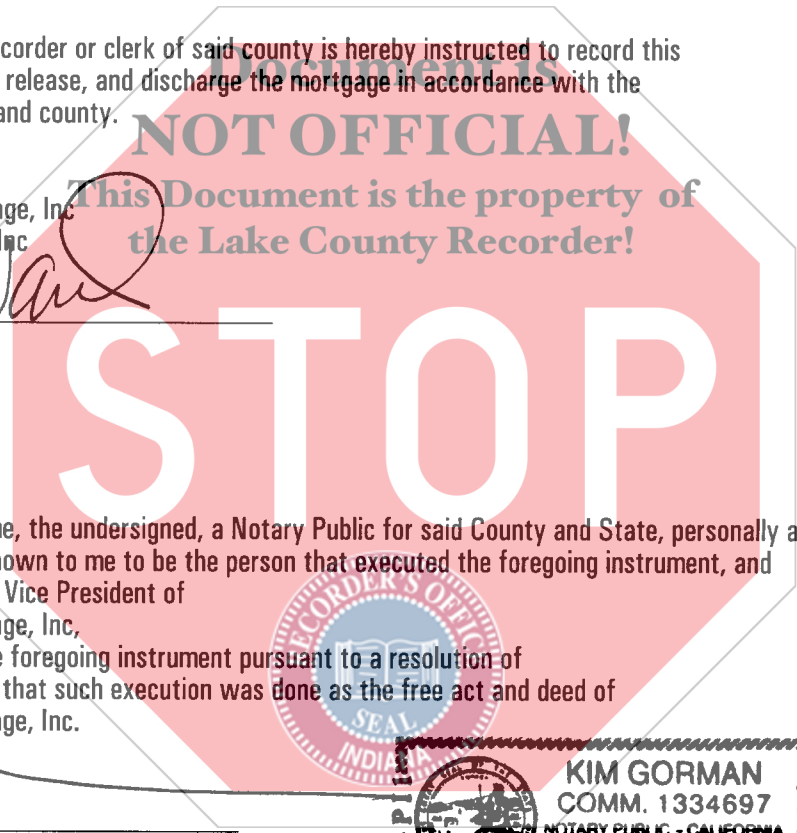 corder or clerk of said county is hereby instructed to record this
Document is
release, and discharge the mortgage in accordance with the
and county.
NOT OFFICIAL!
This Document is the property of
age, Inc
the Lake County Recorder!
Inc
STOP
e, the undersigned, a Notary Public for said County and State, personally a
nown to me to be the person that executed the foregoing instrument, and
Vice President of
age, Inc,
e foregoing instrument pursuant to a resolution of
that such execution was done as the free act and deed of
age, Inc.
RECORDER'S OFFICE
SEAL
INDIANA
KIM GORMAN
COMM. 1334697
NOTARY PUBLIC - CALIFORNIA